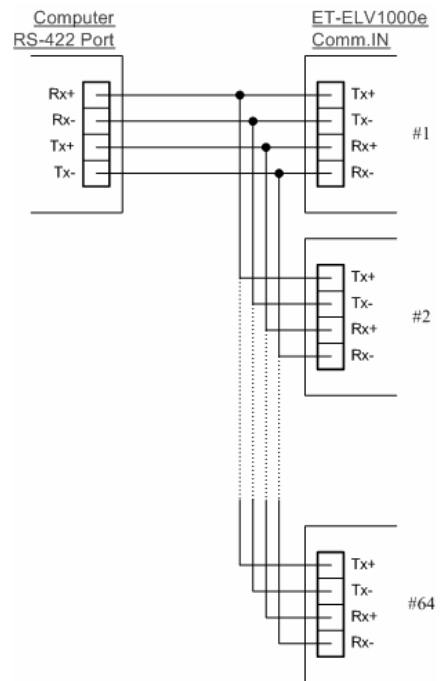 Computer
RS-422 Port
ET-ELV1000e
Comm.IN
Rx+
Rx-
Tx+
Tx-
Tx+
Tx-
Rx+
Rx-
#1
Tx+
Tx-
Rx+
Rx-
#2
Tx+
Tx-
Rx+
Rx-
#64